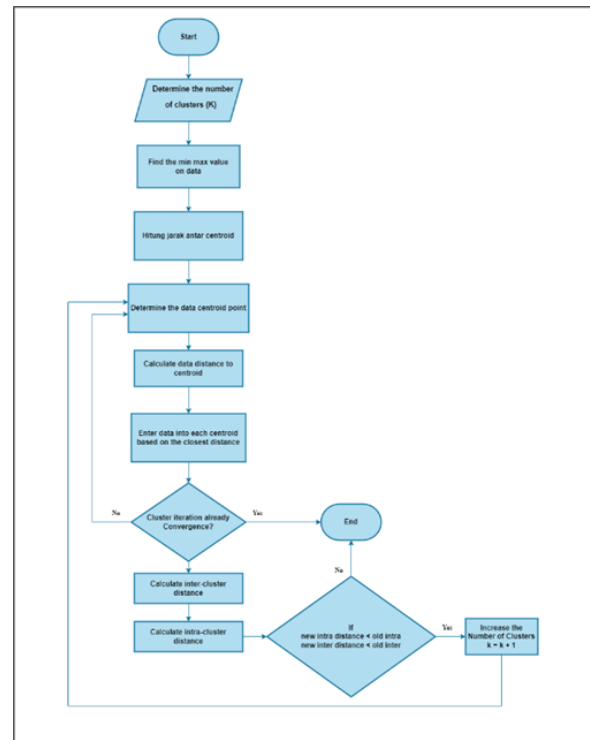 Start
Determine the number
of clusters (K)
Find the min max value
on data
Hitung jarak antar centroid
Determine the data centroid point
Calculate data distance to
centroid
Enter data into each centroid
based on the closest distance
No
Cluster iteration already
Convergence?
Yes
End
Calculate inter-cluster
distance
Calculate intra-cluster
distance
No
If
new intra distance < old intra
new inter distance < old inter
Yes
Increase the
Number of Clusters
k = k + 1